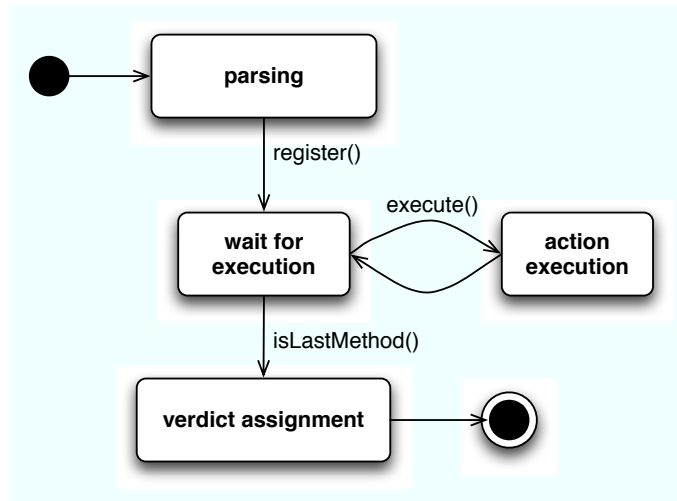 parsing
register()
execute()
wait for
execution
action
execution
isLastMethod()
verdict assignment